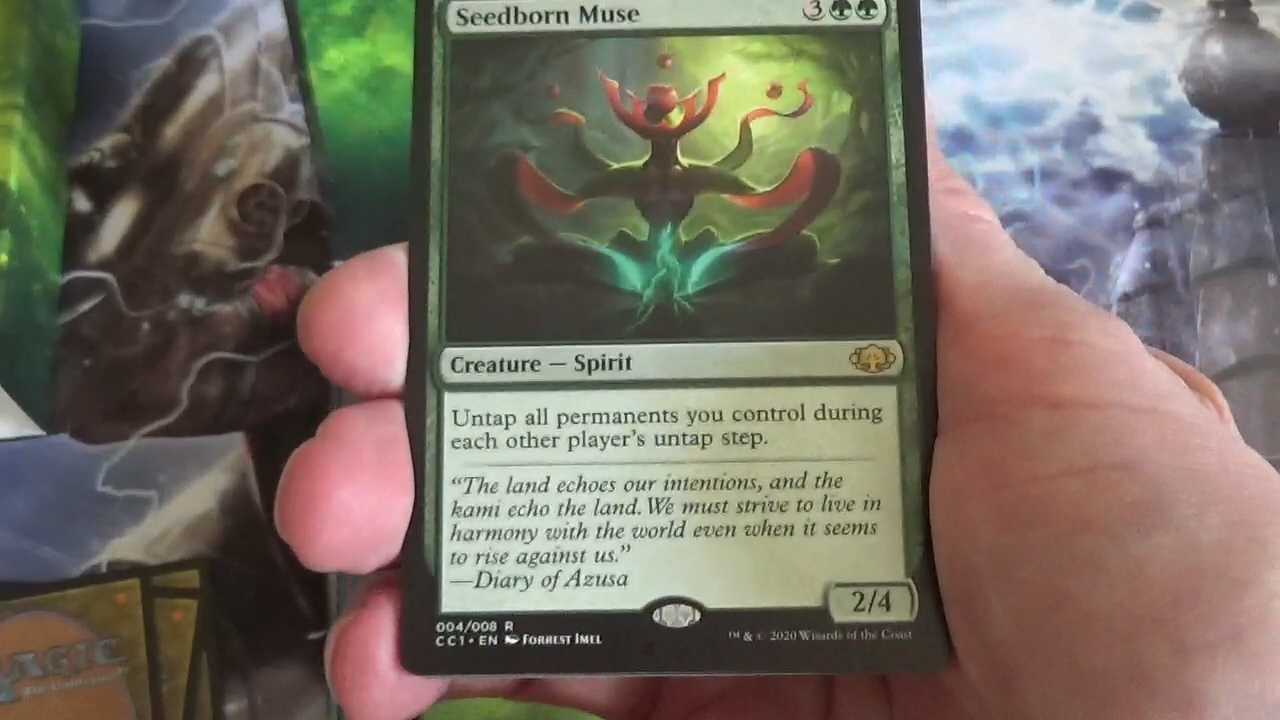 Seedborn Muse 3
Creature — Spirit
Untap all permanents you control during
each other player's untap step.
“The land echoes our intentions, and the
kami echo the land. We must strive to live in
harmony with the world even when it seems
to rise against us.”
—Diary of Azusa
2/4
004/008 R
CC1 • EN Forrest Imel
™ & © 2020 Wizards of the Coast
MAGIC
The Gathering